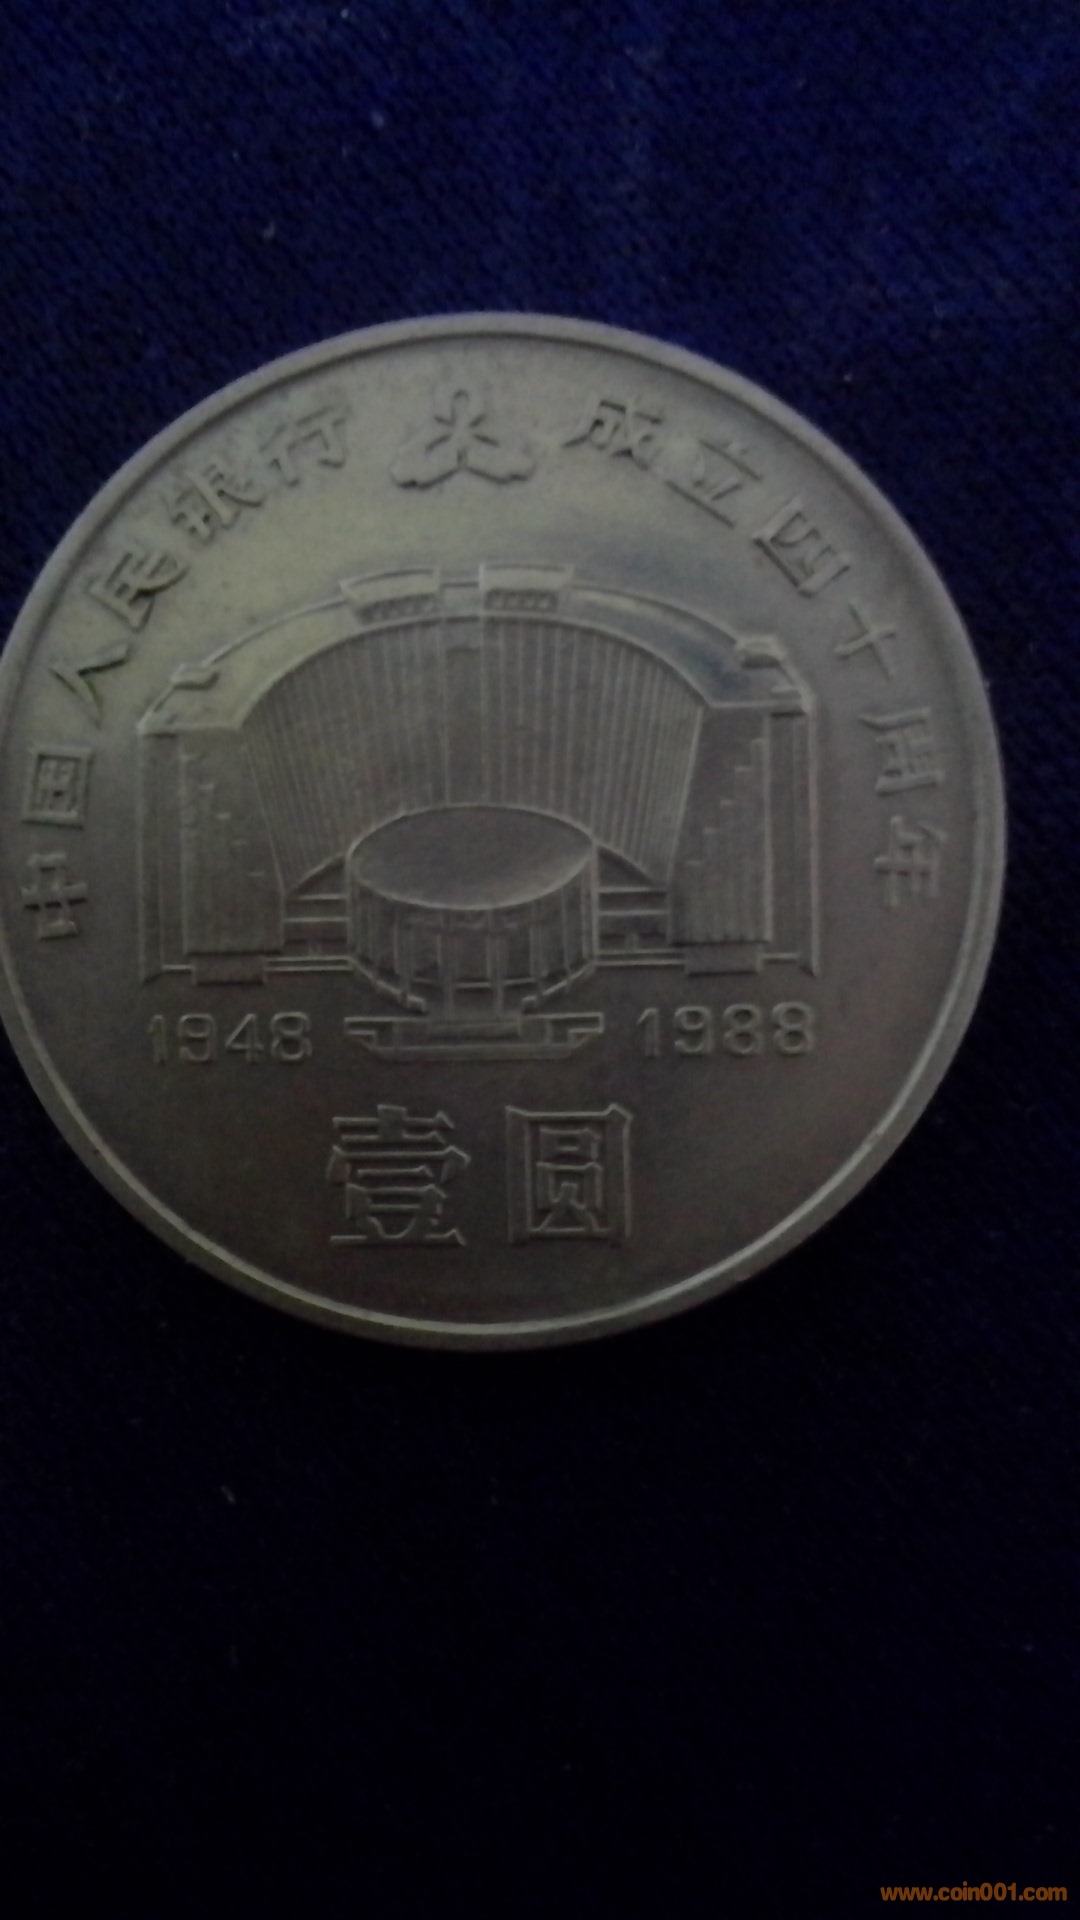 中国人民银行 成立四十周年
1948 1988
壹圆
www.coin001.com